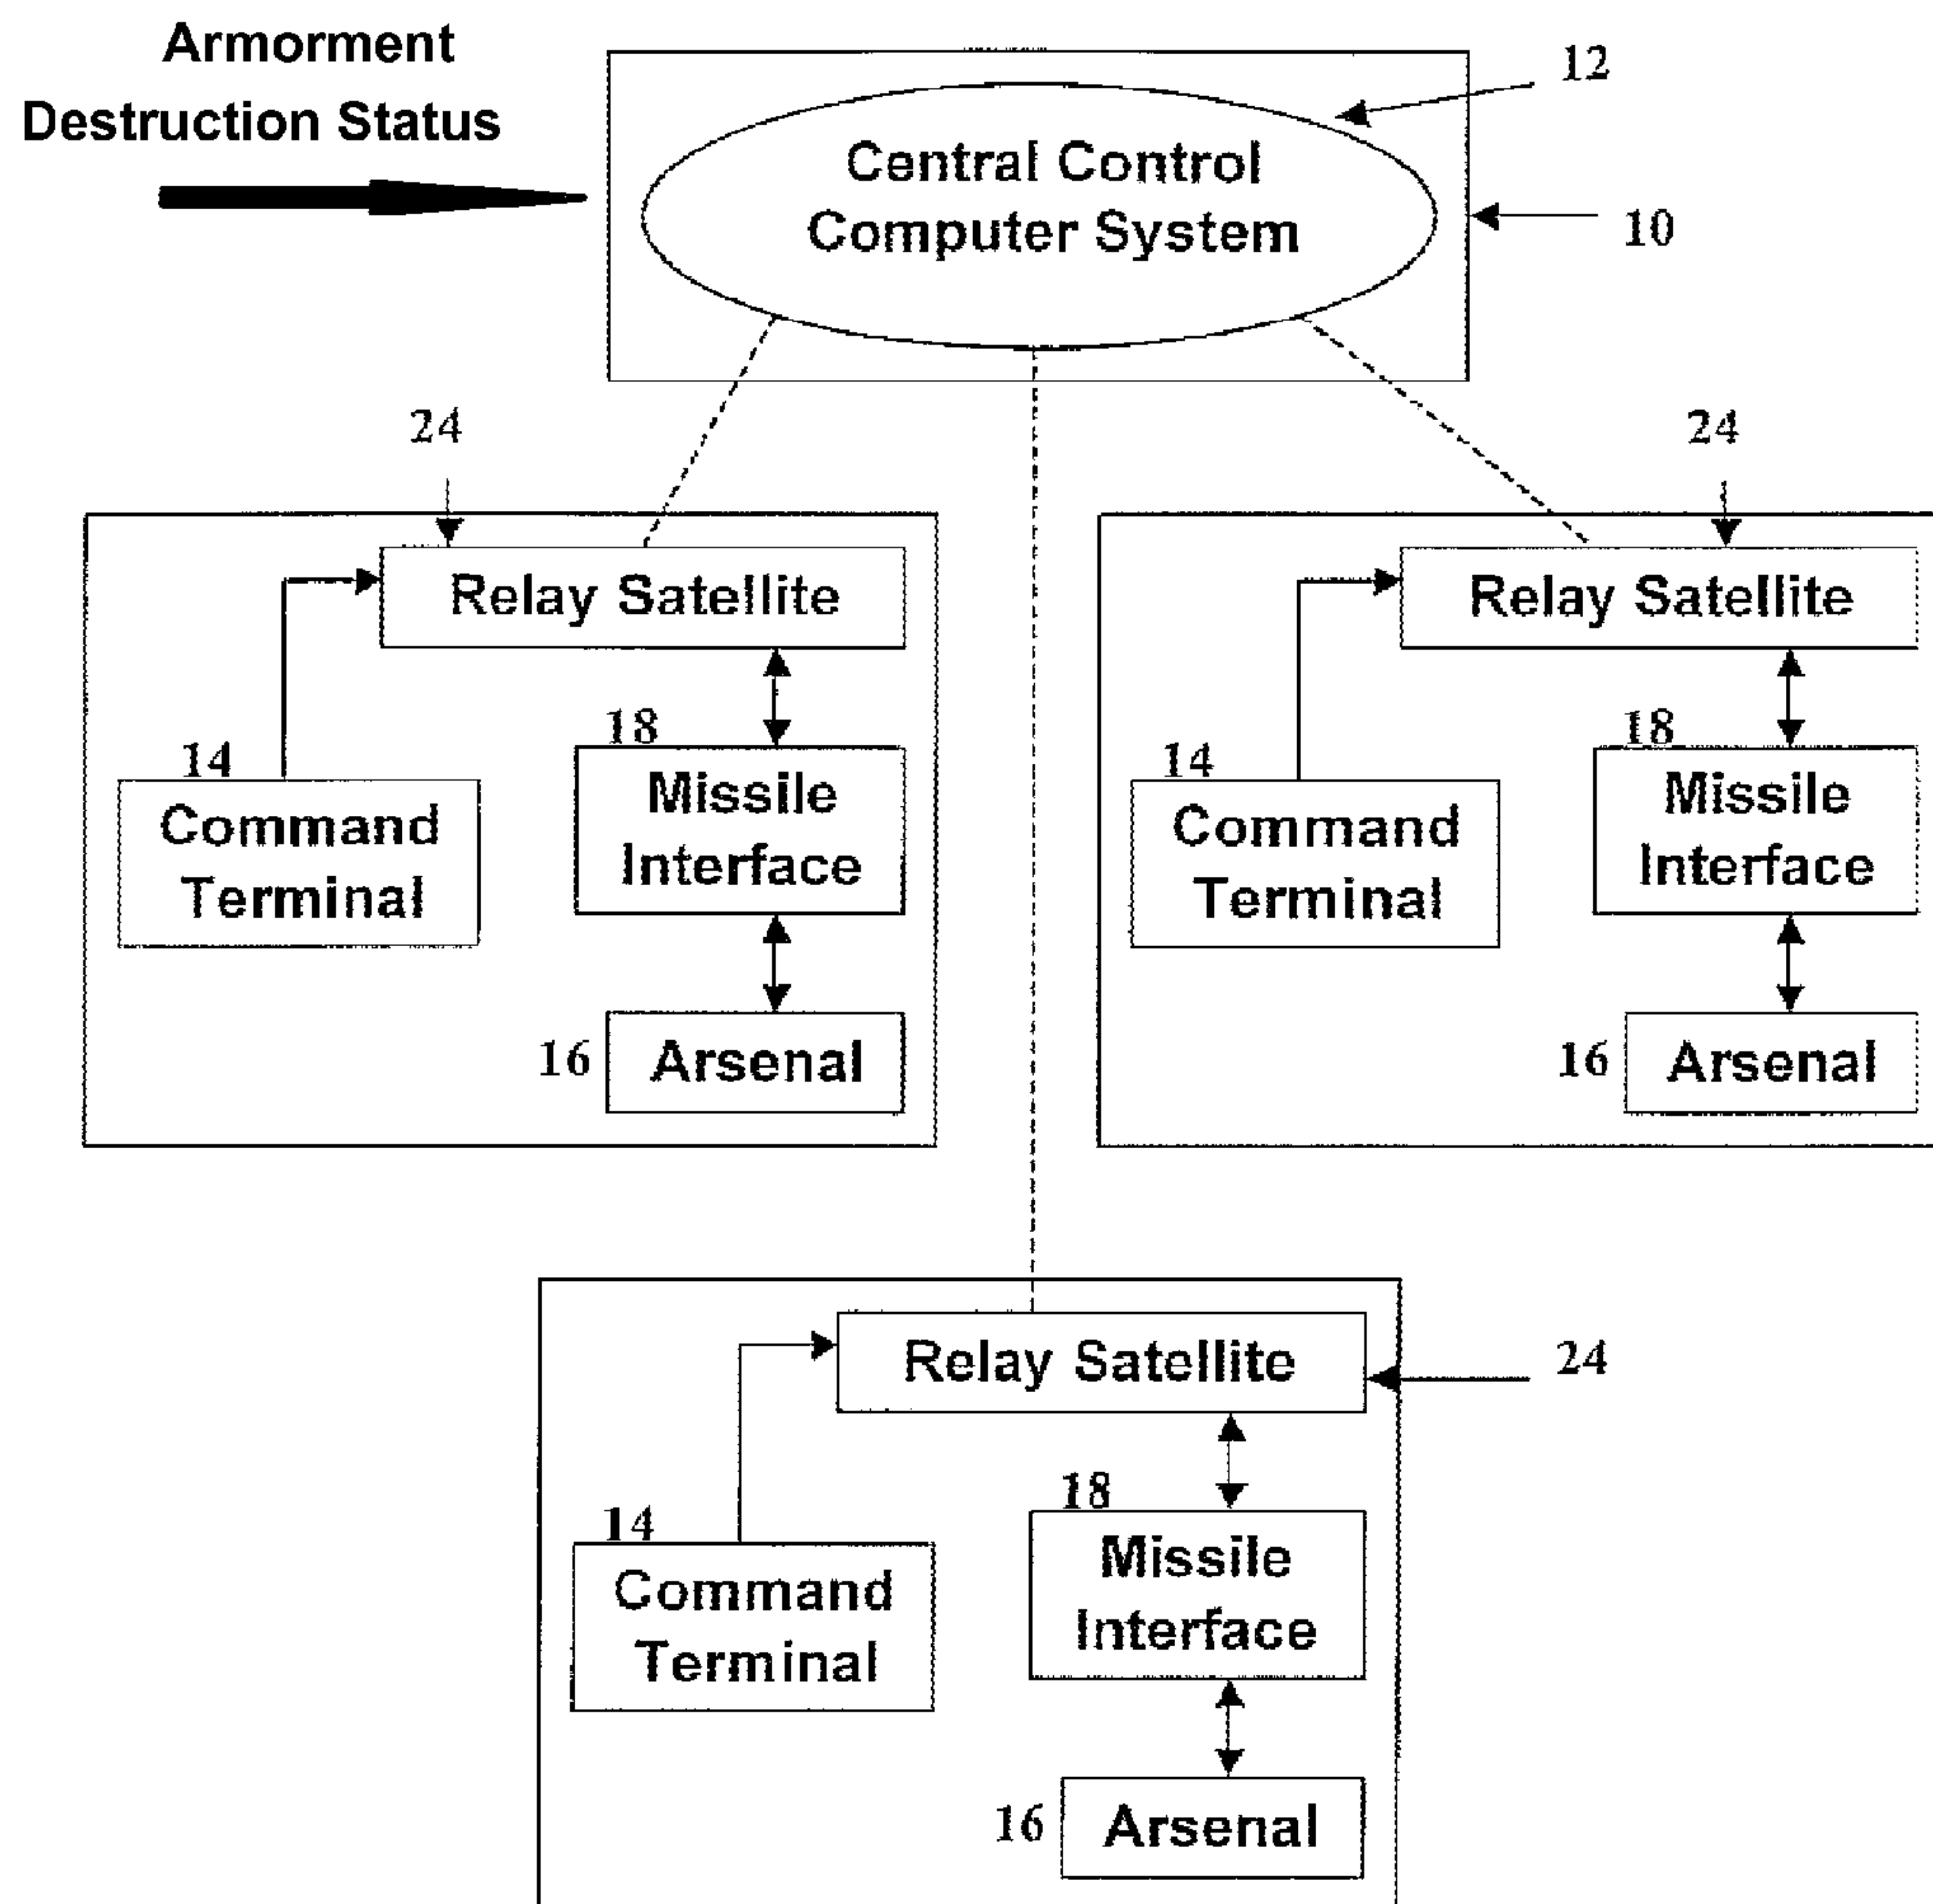 Armorment
Destruction Status
12
Central Control
Computer System
10
24
24
Relay Satellite
18
14
Missile
Interface
Command
Terminal
16
Arsenal
Relay Satellite
18
14
Missile
Interface
Command
Terminal
16
Arsenal
Relay Satellite
24
18
14
Missile
Interface
Command
Terminal
16
Arsenal